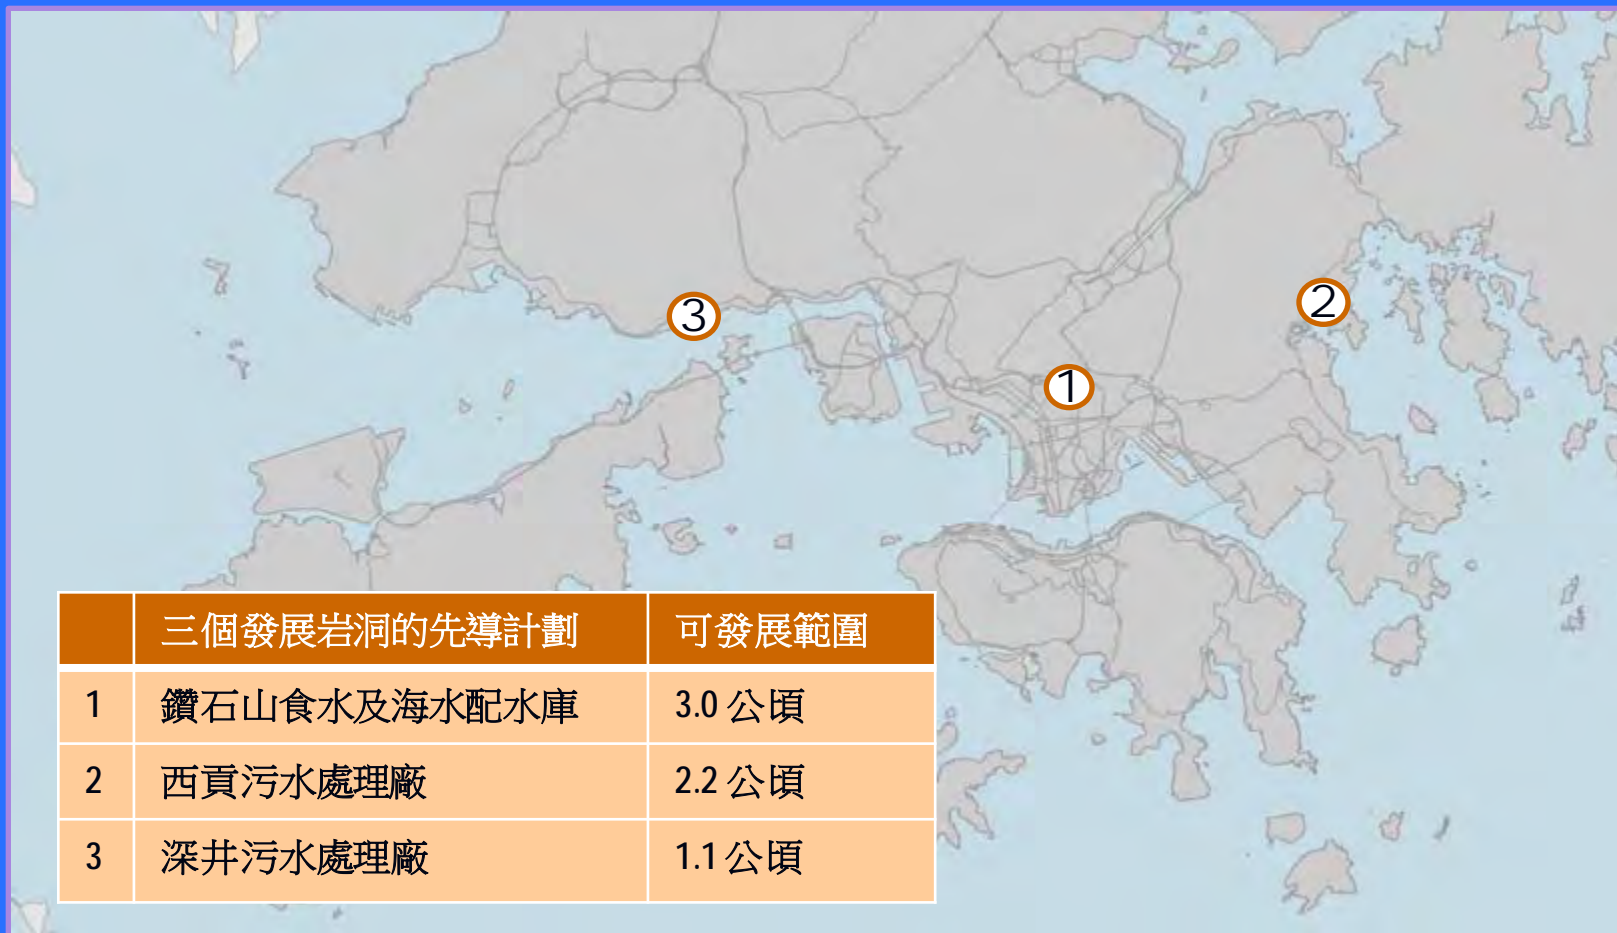 3
2
1
三個發展岩洞的先導計劃 可發展範圍
1 鑽石山食水及海水配水庫 3.0 公頃
2 西貢污水處理廠 2.2 公頃
3 深井污水處理廠 1.1 公頃